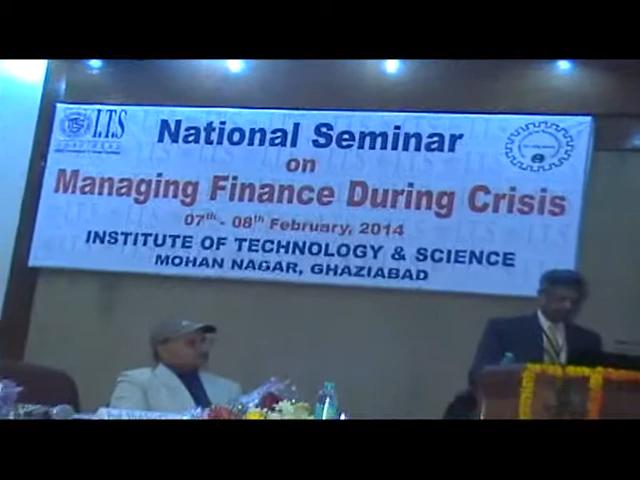 I.T.S
National Seminar
on
Managing Finance During Crisis
07th - 08th February, 2014
INSTITUTE OF TECHNOLOGY & SCIENCE
MOHAN NAGAR, GHAZIABAD